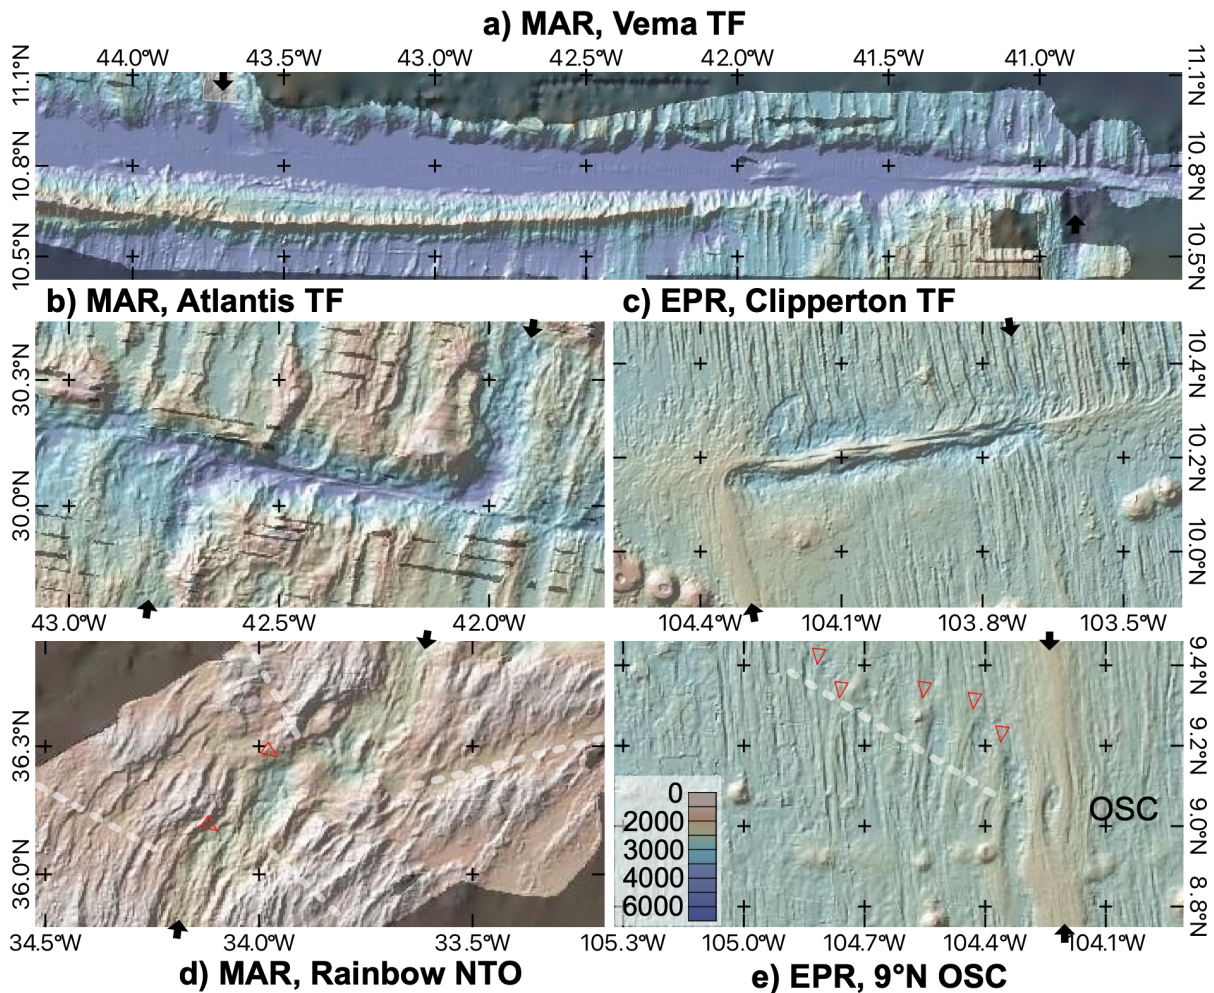 a) MAR, Vema TF
44.0°W 43.5°W 43.0°W 42.5°W 42.0°W 41.5°W 41.0°W
11.1°N
10.8°N
10.5°N
11.1°N
10.8°N
10.5°N
b) MAR, Atlantis TF
c) EPR, Clipperton TF
30.3°N
30.0°N
10.4°N
10.2°N
10.0°N
43.0°W 42.5°W 42.0°W
104.4°W 104.1°W 103.8°W 103.5°W
36.3°N
36.0°N
9.4°N
9.2°N
9.0°N
8.8°N
OSC
0
2000
3000
4000
5000
6000
34.5°W 34.0°W 33.5°W
105.3°W 105.0°W 104.7°W 104.4°W 104.1°W
d) MAR, Rainbow NTO
e) EPR, 9°N OSC